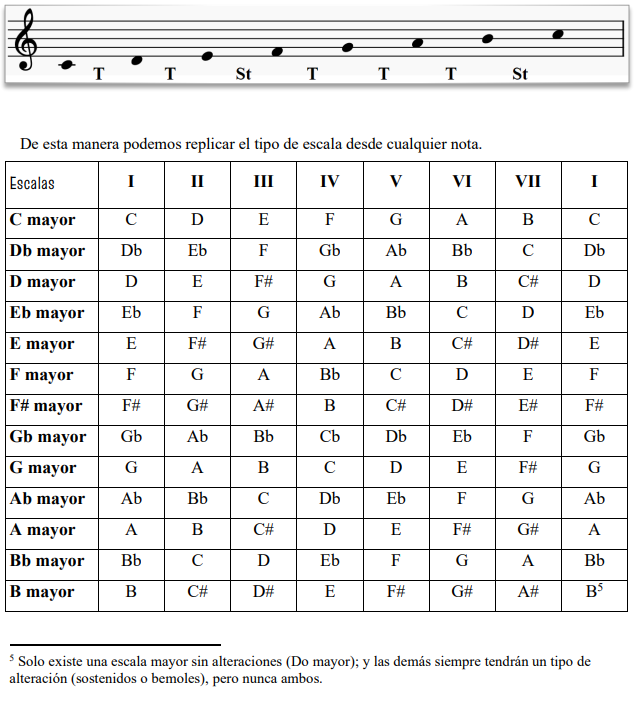 T T St T T T St
De esta manera podemos replicar el tipo de escala desde cualquier nota.
Escalas I II III IV V VI VII I
C mayor C D E F G A B C
Db mayor Db Eb F Gb Ab Bb C Db
D mayor D E F# G A B C# D
Eb mayor Eb F G Ab Bb C D Eb
E mayor E F# G# A B C# D# E
F mayor F G A Bb C D E F
F# mayor F# G# A# B C# D# E# F#
Gb mayor Gb Ab Bb Cb Db Eb F Gb
G mayor G A B C D E F# G
Ab mayor Ab Bb C Db Eb F G Ab
A mayor A B C# D E F# G# A
Bb mayor Bb C D Eb F G A Bb
B mayor B C# D# E F# G# A# B⁵
⁵ Solo existe una escala mayor sin alteraciones (Do mayor); y las demás siempre tendrán un tipo de
alteración (sostenidos o bemoles), pero nunca ambos.